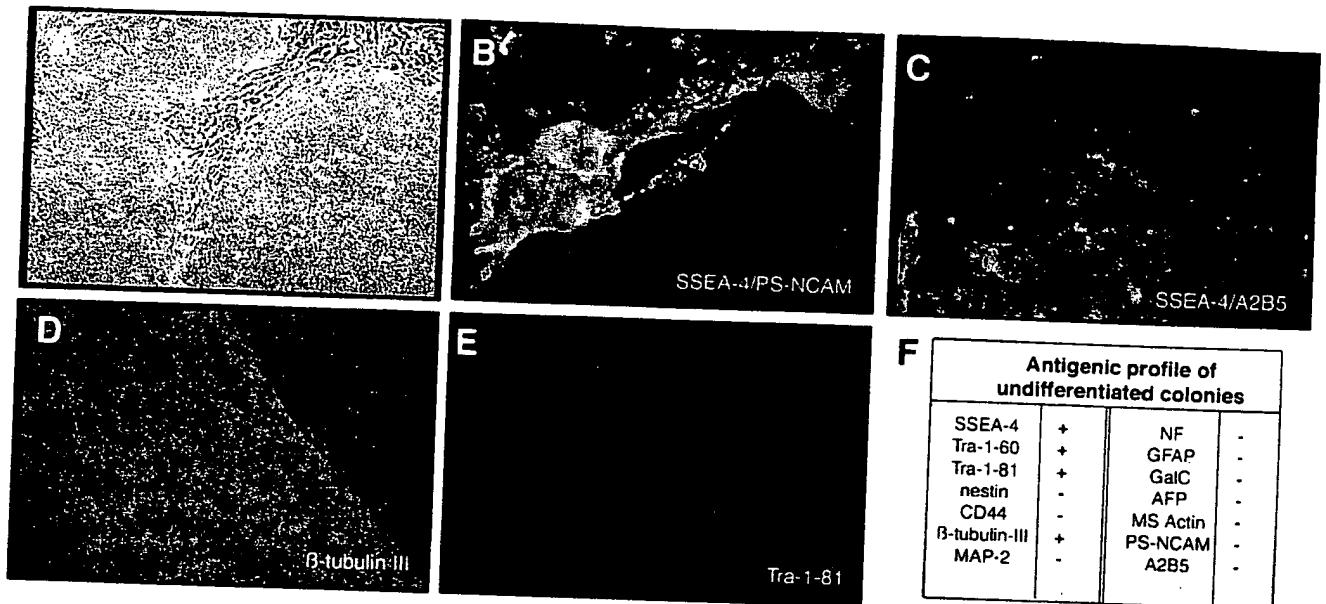 A
B
SSEA-4/PS-NCAM
C
SSEA-4/A2B5
D
ß-tubulin III
E
Tra-1-81
F
Antigenic profile of
undifferentiated colonies
SSEA-4 + NF -
Tra-1-60 + GFAP -
Tra-1-81 + GalC -
nestin - AFP -
CD44 - MS Actin -
ß-tubulin-III + PS-NCAM -
MAP-2 - A2B5 -